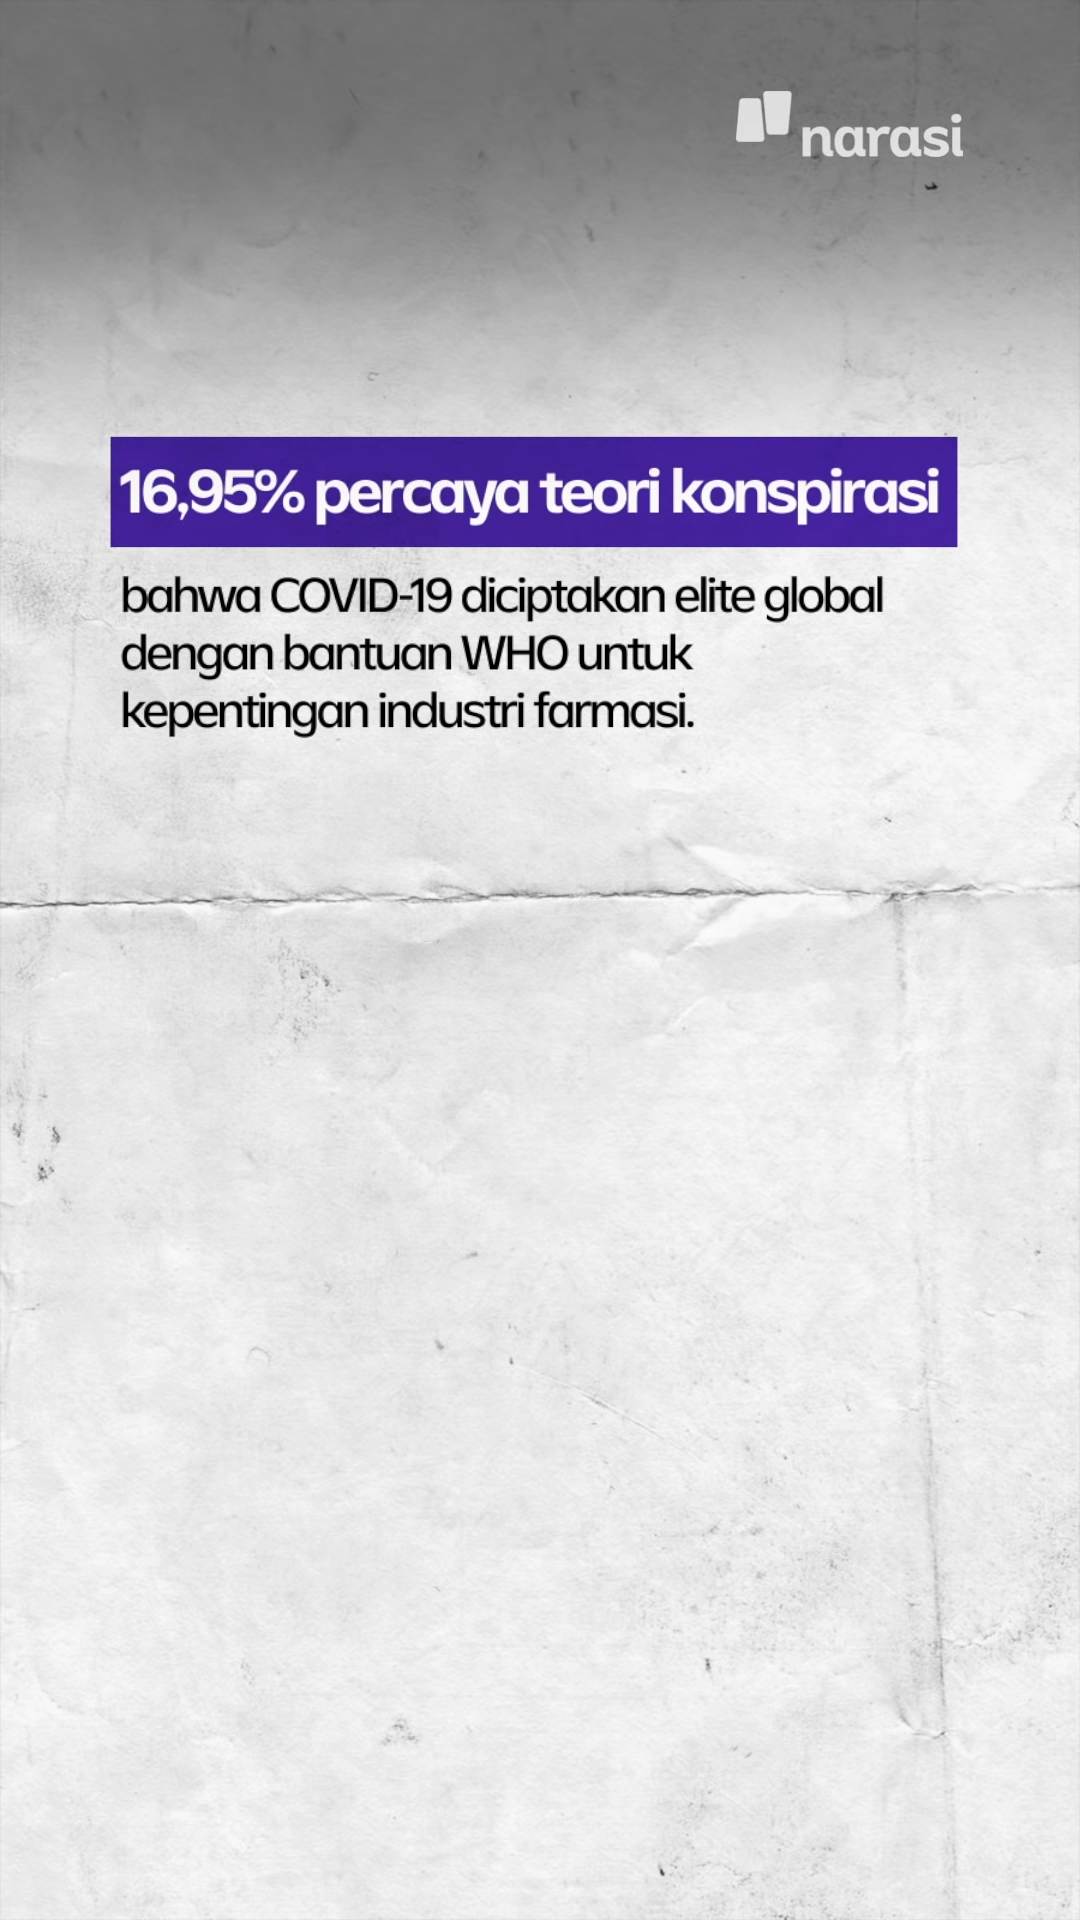 narasi
16,95% percaya teori konspirasi
bahwa COVID-19 diciptakan elite global
dengan bantuan WHO untuk
kepentingan industri farmasi.